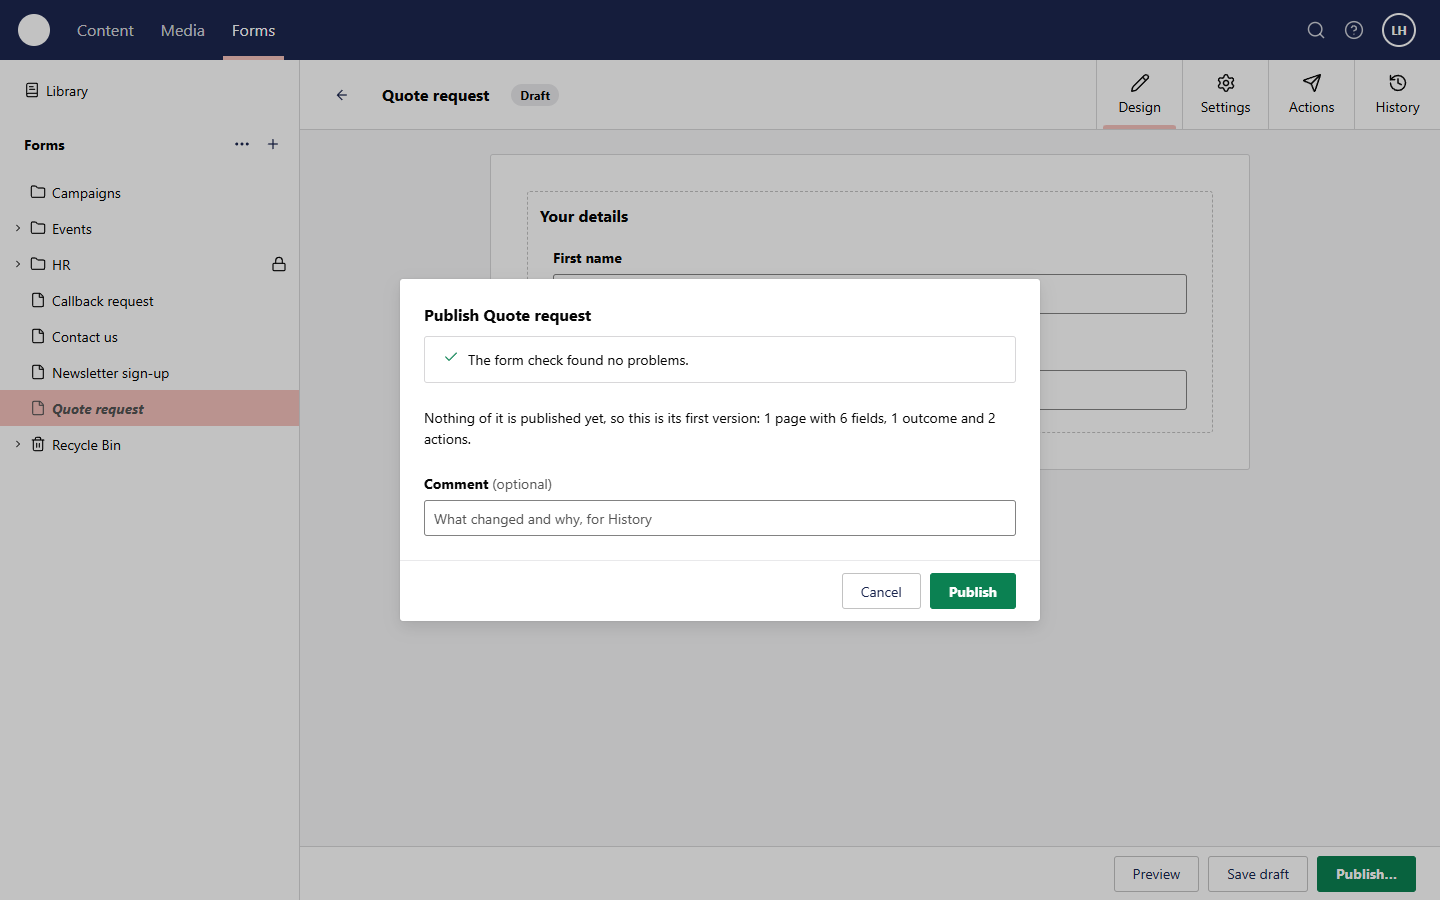 Content
Media
Forms
LH
Library
Forms
Campaigns
Events
HR
Callback request
Contact us
Newsletter sign-up
Quote request
Recycle Bin
Quote request
Draft
Design
Settings
Actions
History
Your details
First name
Publish Quote request
The form check found no problems.
Nothing of it is published yet, so this is its first version: 1 page with 6 fields, 1 outcome and 2
actions.
Comment (optional)
What changed and why, for History
Cancel
Publish
Preview
Save draft
Publish...